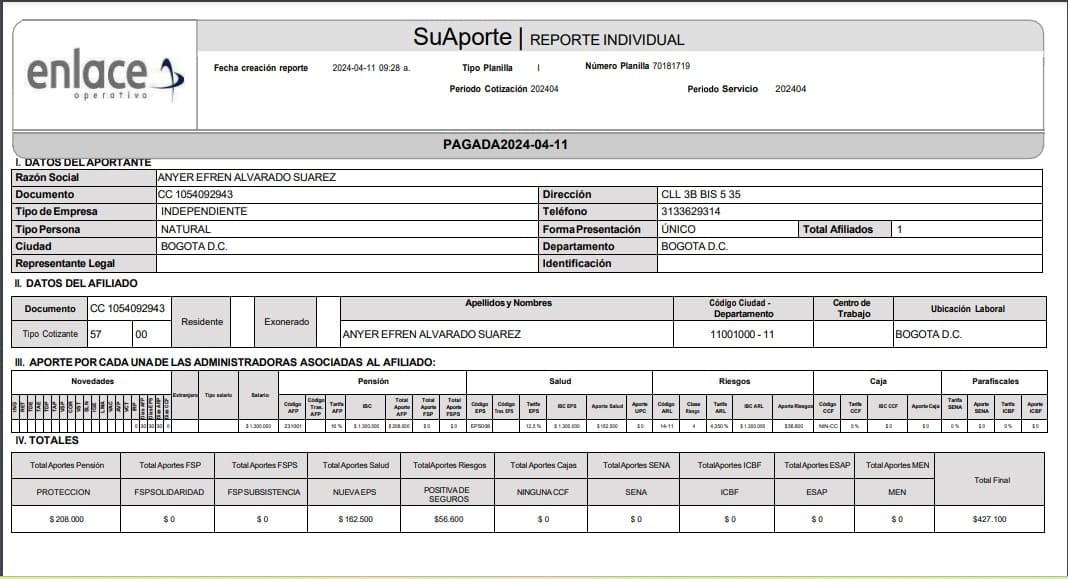 enlace
operativo
SuAporte | REPORTE INDIVIDUAL
Fecha creación reporte 2024-04-11 09:28 a. Tipo Planilla I Número Planilla 70181719
Periodo Cotización 202404 Periodo Servicio 202404
PAGADA2024-04-11
I. DATOS DEL APORTANTE
Razón Social ANYER EFREN ALVARADO SUAREZ
Documento CC 1054092943 Dirección CLL 3B BIS 5 35
Tipo de Empresa INDEPENDIENTE Teléfono 3133629314
Tipo Persona NATURAL Forma Presentación ÚNICO Total Afiliados 1
Ciudad BOGOTA D.C. Departamento BOGOTA D.C.
Representante Legal Identificación
II. DATOS DEL AFILIADO
Documento CC 1054092943 Residente Exonerado Apellidos y Nombres Código Ciudad - Departamento Centro de Trabajo Ubicación Laboral
Tipo Cotizante 57 00 ANYER EFREN ALVARADO SUAREZ 11001000 - 11 BOGOTA D.C.
III. APORTE POR CADA UNA DE LAS ADMINISTRADORAS ASOCIADAS AL AFILIADO:
Novedades Extranjero Tipo salario Salario Pensión Salud Riesgos Caja Parafiscales
Código AFP Código Tras. AFP Tarifa AFP IBC Total Aporte AFP Total Aporte FSP Total Aporte FSPS Código EPS Código Tras. EPS Tarifa EPS IBC EPS Aporte Salud Aporte UPC Código ARL Clase Riesgo Tarifa ARL IBC ARL Aporte Riesgos Código CCF Tarifa CCF IBC CCF Aporte Caja Tarifa SENA Aporte SENA Tarifa ICBF Aporte ICBF
0 30 30 30 0 $ 1.300.000 231001 16 % $ 1.300.000 $ 208.000 $ 0 $ 0 12,5 % $ 1.300.000 $ 162.500 $ 0 14-11 4 4,350 % $ 1.300.000 $56.600 NIN-CC 0 % $ 0 $ 0 0 % $ 0 0 % $ 0
IV. TOTALES
Total Aportes Pensión Total Aportes FSP Total Aportes FSPS Total Aportes Salud TotalAportes Riesgos Total Aportes Cajas Total Aportes SENA TotalAportes ICBF Total Aportes ESAP Total Aportes MEN Total Final
PROTECCION FSPSOLIDARIDAD FSP SUBSISTENCIA NUEVA EPS POSITIVA DE SEGUROS NINGUNA CCF SENA ICBF ESAP MEN
$ 208.000 $ 0 $ 0 $ 162.500 $56.600 $ 0 $ 0 $ 0 $ 0 $ 0 $427.100